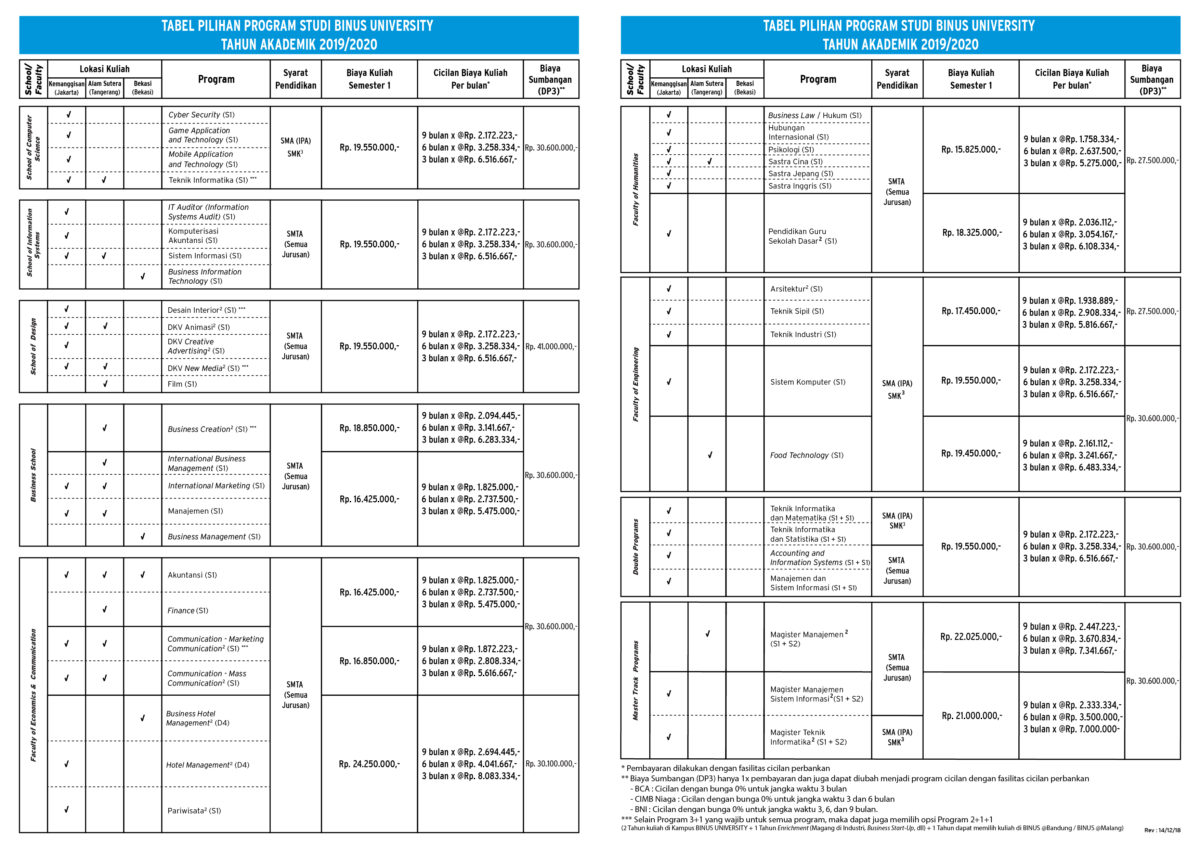 TABEL PILIHAN PROGRAM STUDI BINUS UNIVERSITY
TAHUN AKADEMIK 2019/2020
School/
Faculty
Lokasi Kuliah
Kemanggisan
(Jakarta)
Alam Sutera
(Tangerang)
Bekasi
(Bekasi)
Program
Syarat
Pendidikan
Biaya Kuliah
Semester 1
Cicilan Biaya Kuliah
Per bulan*
Biaya
Sumbangan
(DP3)**
School of Computer
Science
√ Cyber Security (S1)
√ Game Application
and Technology (S1)
√ Mobile Application
and Technology (S1)
√ √ Teknik Informatika (S1) ***
SMA (IPA)
SMK¹
Rp. 19.550.000,-
9 bulan x @Rp. 2.172.223,-
6 bulan x @Rp. 3.258.334,-
3 bulan x @Rp. 6.516.667,-
Rp. 30.600.000,-
School of Information
Systems
√ IT Auditor (Information
Systems Audit) (S1)
√ Komputerisasi
Akuntansi (S1)
√ √ Sistem Informasi (S1)
√ Business Information
Technology (S1)
SMTA
(Semua
Jurusan)
Rp. 19.550.000,-
9 bulan x @Rp. 2.172.223,-
6 bulan x @Rp. 3.258.334,-
3 bulan x @Rp. 6.516.667,-
Rp. 30.600.000,-
School of Design
√ Desain Interior² (S1) ***
√ √ DKV Animasi² (S1)
√ DKV Creative
Advertising² (S1)
√ √ DKV New Media² (S1) ***
√ Film (S1)
SMTA
(Semua
Jurusan)
Rp. 19.550.000,-
9 bulan x @Rp. 2.172.223,-
6 bulan x @Rp. 3.258.334,-
3 bulan x @Rp. 6.516.667,-
Rp. 41.000.000,-
Business School
√ Business Creation² (S1) ***
√ International Business
Management (S1)
√ √ International Marketing (S1)
√ √ Manajemen (S1)
√ Business Management (S1)
SMTA
(Semua
Jurusan)
Rp. 18.850.000,-
9 bulan x @Rp. 2.094.445,-
6 bulan x @Rp. 3.141.667,-
3 bulan x @Rp. 6.283.334,-
Rp. 16.425.000,-
9 bulan x @Rp. 1.825.000,-
6 bulan x @Rp. 2.737.500,-
3 bulan x @Rp. 5.475.000,-
Rp. 30.600.000,-
Faculty of Economics & Communication
√ √ √ Akuntansi (S1)
√ Finance (S1)
√ √ Communication - Marketing
Communication² (S1) ***
√ √ Communication - Mass
Communication² (S1)
√ Business Hotel
Management² (D4)
√ Hotel Management² (D4)
√ Pariwisata² (S1)
SMTA
(Semua
Jurusan)
Rp. 16.425.000,-
9 bulan x @Rp. 1.825.000,-
6 bulan x @Rp. 2.737.500,-
3 bulan x @Rp. 5.475.000,-
Rp. 16.850.000,-
9 bulan x @Rp. 1.872.223,-
6 bulan x @Rp. 2.808.334,-
3 bulan x @Rp. 5.616.667,-
Rp. 30.600.000,-
Rp. 24.250.000,-
9 bulan x @Rp. 2.694.445,-
6 bulan x @Rp. 4.041.667,-
3 bulan x @Rp. 8.083.334,-
Rp. 30.100.000,-
TABEL PILIHAN PROGRAM STUDI BINUS UNIVERSITY
TAHUN AKADEMIK 2019/2020
School/
Faculty
Lokasi Kuliah
Kemanggisan
(Jakarta)
Alam Sutera
(Tangerang)
Bekasi
(Bekasi)
Program
Syarat
Pendidikan
Biaya Kuliah
Semester 1
Cicilan Biaya Kuliah
Per bulan*
Biaya
Sumbangan
(DP3)**
Faculty of Humanities
√ Business Law / Hukum (S1)
√ Hubungan
Internasional (S1)
√ Psikologi (S1)
√ √ Sastra Cina (S1)
√ Sastra Jepang (S1)
√ Sastra Inggris (S1)
√ Pendidikan Guru
Sekolah Dasar² (S1)
SMTA
(Semua
Jurusan)
Rp. 15.825.000,-
9 bulan x @Rp. 1.758.334,-
6 bulan x @Rp. 2.637.500,-
3 bulan x @Rp. 5.275.000,-
Rp. 27.500.000,-
Rp. 18.325.000,-
9 bulan x @Rp. 2.036.112,-
6 bulan x @Rp. 3.054.167,-
3 bulan x @Rp. 6.108.334,-
Faculty of Engineering
√ Arsitektur² (S1)
√ Teknik Sipil (S1)
√ Teknik Industri (S1)
√ Sistem Komputer (S1)
√ Food Technology (S1)
SMA (IPA)
SMK³
Rp. 17.450.000,-
9 bulan x @Rp. 1.938.889,-
6 bulan x @Rp. 2.908.334,-
3 bulan x @Rp. 5.816.667,-
Rp. 27.500.000,-
Rp. 19.550.000,-
9 bulan x @Rp. 2.172.223,-
6 bulan x @Rp. 3.258.334,-
3 bulan x @Rp. 6.516.667,-
Rp. 30.600.000,-
Rp. 19.450.000,-
9 bulan x @Rp. 2.161.112,-
6 bulan x @Rp. 3.241.667,-
3 bulan x @Rp. 6.483.334,-
Double Programs
√ Teknik Informatika
dan Matematika (S1 + S1)
√ Teknik Informatika
dan Statistika (S1 + S1)
√ Accounting and
Information Systems (S1 + S1)
√ Manajemen dan
Sistem Informasi (S1 + S1)
SMA (IPA)
SMK¹
SMTA
(Semua
Jurusan)
Rp. 19.550.000,-
9 bulan x @Rp. 2.172.223,-
6 bulan x @Rp. 3.258.334,-
3 bulan x @Rp. 6.516.667,-
Rp. 30.600.000,-
Master Track Programs
√ Magister Manajemen ²
(S1 + S2)
√ Magister Manajemen
Sistem Informasi²(S1 + S2)
√ Magister Teknik
Informatika² (S1 + S2)
SMTA
(Semua
Jurusan)
SMA (IPA)
SMK³
Rp. 22.025.000,-
9 bulan x @Rp. 2.447.223,-
6 bulan x @Rp. 3.670.834,-
3 bulan x @Rp. 7.341.667,-
Rp. 30.600.000,-
Rp. 21.000.000,-
9 bulan x @Rp. 2.333.334,-
6 bulan x @Rp. 3.500.000,-
3 bulan x @Rp. 7.000.000-
* Pembayaran dilakukan dengan fasilitas cicilan perbankan
** Biaya Sumbangan (DP3) hanya 1x pembayaran dan juga dapat diubah menjadi program cicilan dengan fasilitas cicilan perbankan
- BCA : Cicilan dengan bunga 0% untuk jangka waktu 3 bulan
- CIMB Niaga : Cicilan dengan bunga 0% untuk jangka waktu 3 dan 6 bulan
- BNI : Cicilan dengan bunga 0% untuk jangka waktu 3, 6, dan 9 bulan.
*** Selain Program 3+1 yang wajib untuk semua program, maka dapat juga memilih opsi Program 2+1+1
(2 Tahun kuliah di Kampus BINUS UNIVERSITY + 1 Tahun Enrichment (Magang di Industri, Business Start-Up, dll) + 1 Tahun dapat memilih kuliah di BINUS @Bandung / BINUS @Malang)
Rev : 14/12/18